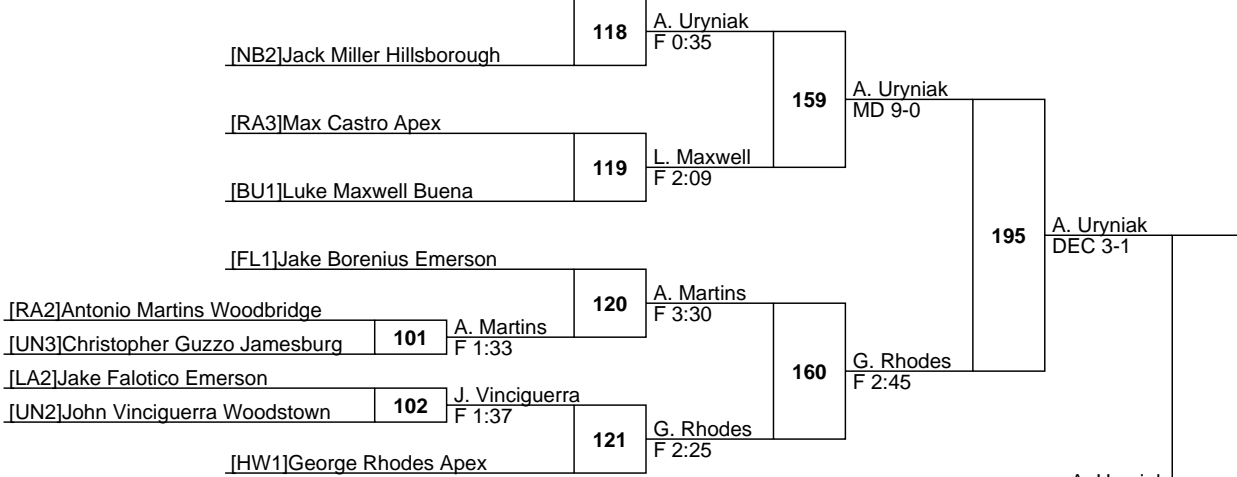 118
A. Uryniak
F 0:35
[NB2]Jack Miller Hillsborough
159
A. Uryniak
MD 9-0
[RA3]Max Castro Apex
119
L. Maxwell
F 2:09
[BU1]Luke Maxwell Buena
195
A. Uryniak
DEC 3-1
[FL1]Jake Borenius Emerson
120
A. Martins
F 3:30
[RA2]Antonio Martins Woodbridge
101
A. Martins
F 1:33
[UN3]Christopher Guzzo Jamesburg
160
G. Rhodes
F 2:45
[LA2]Jake Falotico Emerson
102
J. Vinciguerra
F 1:37
[UN2]John Vinciguerra Woodstown
121
G. Rhodes
F 2:25
[HW1]George Rhodes Apex